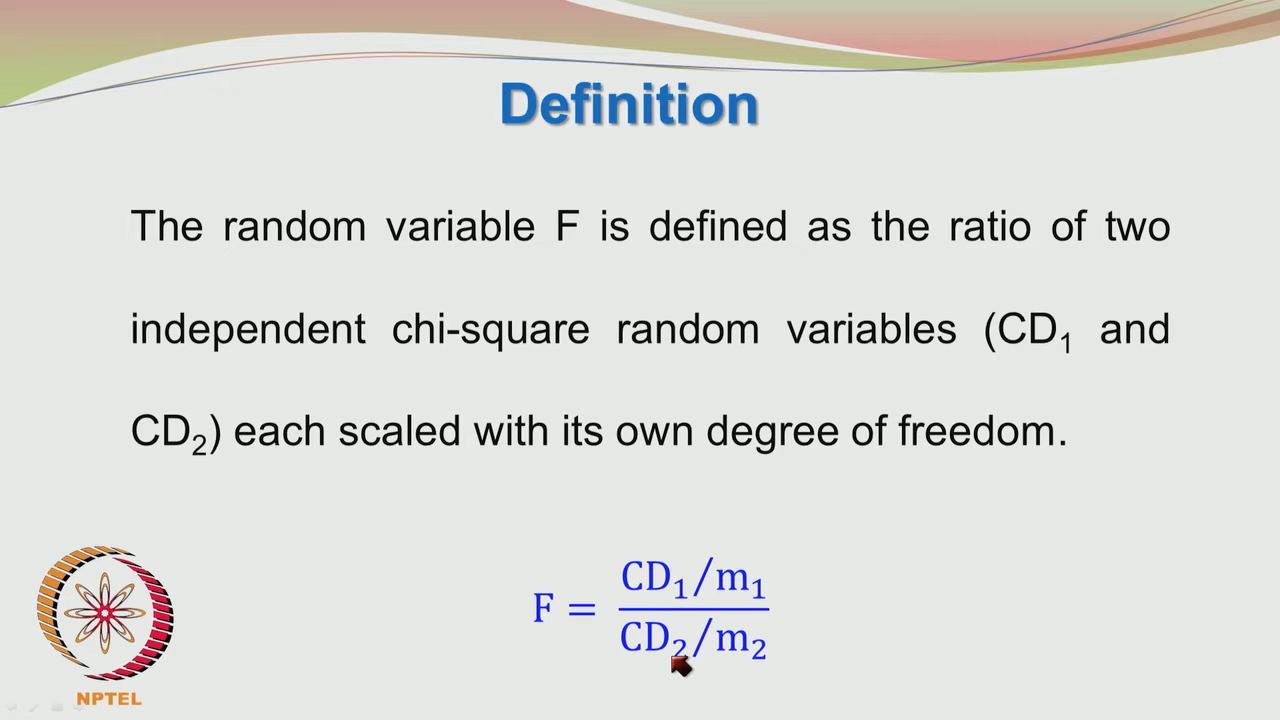 Definition
The random variable F is defined as the ratio of two
independent chi-square random variables (CD₁ and
CD₂) each scaled with its own degree of freedom.
F = (CD₁/m₁)/(CD₂/m₂)
NPTEL